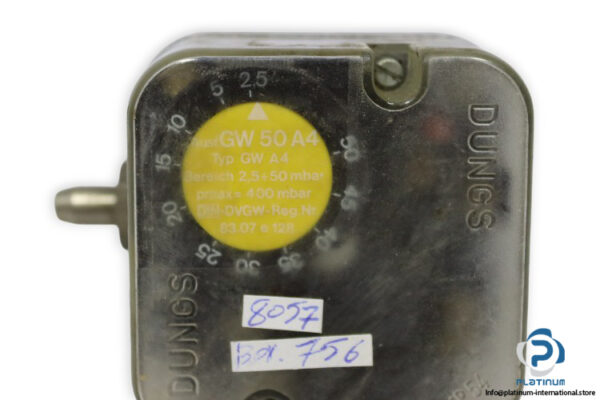 2.5
5
10
15
20
25
30
35
40
45
50
GW 50 A4
Typ GW A4
Bereich 2,5÷50 mbar
pmax = 400 mbar
DIN-DVGW-Reg.Nr.
83.07 e 128
DUNGS
DUNGS
8057
Box. 756
54
PLATINUM
INTERNATIONAL
Info@platinum-international.store